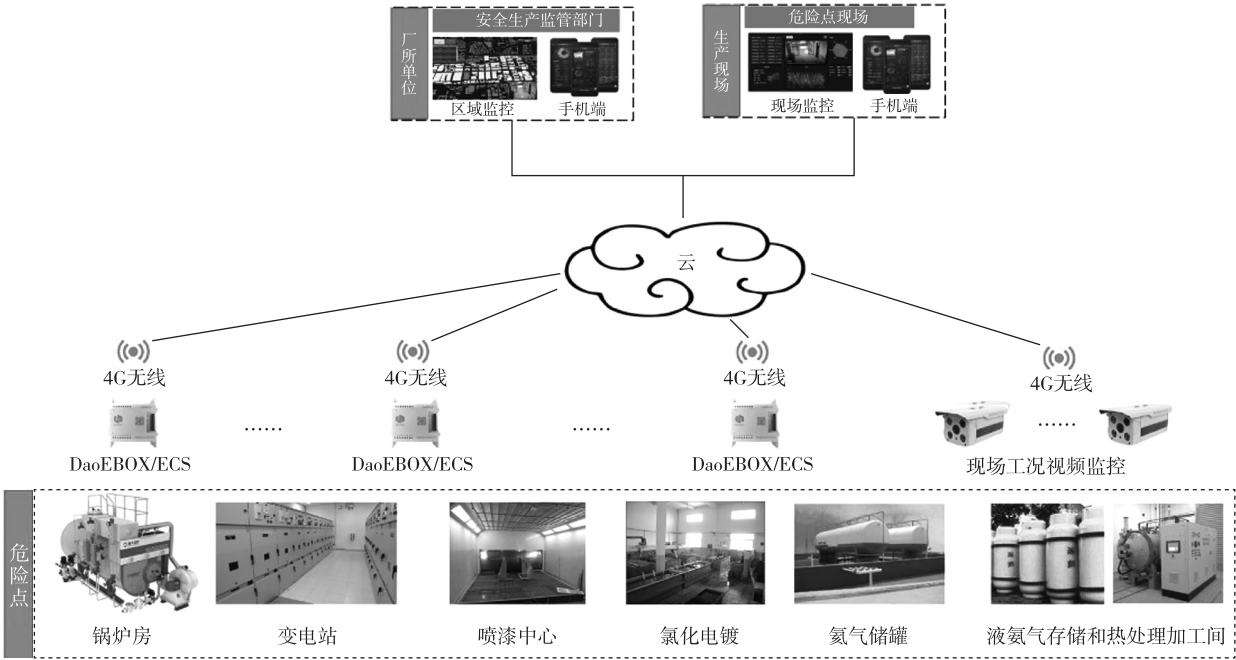 厂所单位
安全生产监管部门
区域监控
手机端
生产现场
危险点现场
现场监控
手机端
云
4G无线
4G无线
4G无线
4G无线
……
……
……
DaoEBOX/ECS
DaoEBOX/ECS
DaoEBOX/ECS
现场工况视频监控
危险点
锅炉房
变电站
喷漆中心
氯化电镀
氨气储罐
液氨气存储和热处理加工间